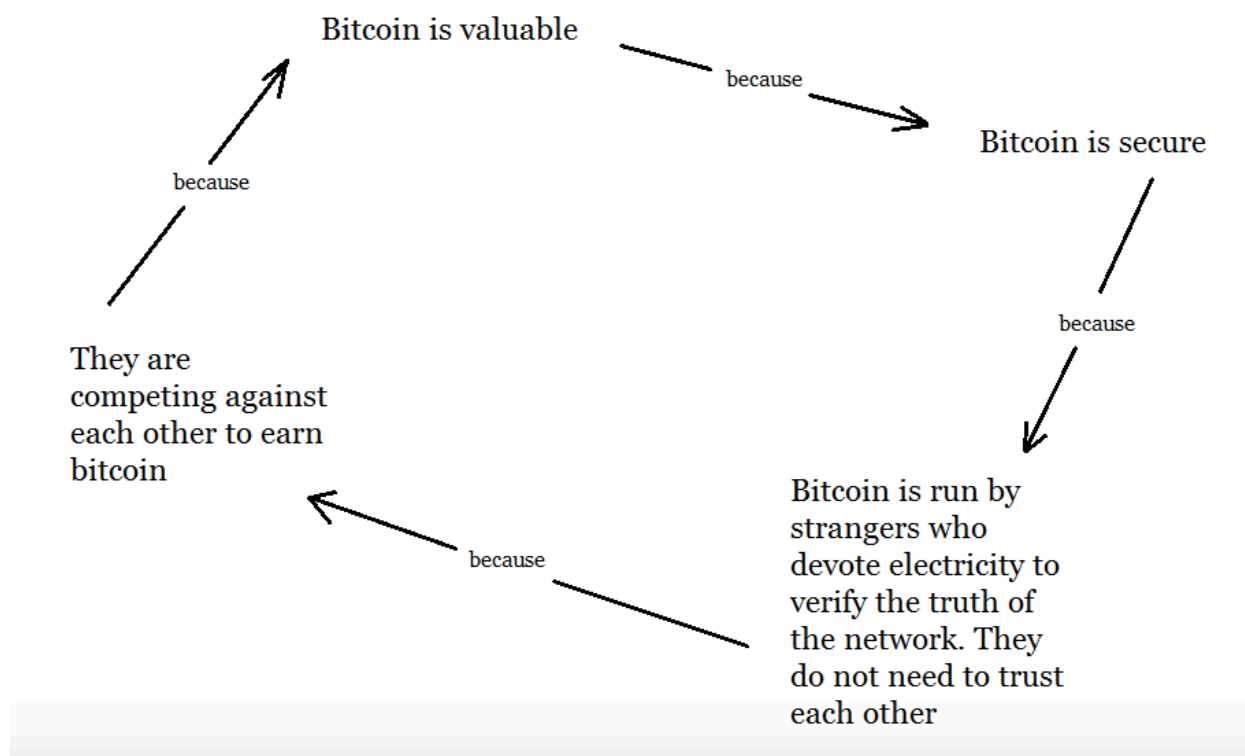 Bitcoin is valuable
because
Bitcoin is secure
because
Bitcoin is run by
strangers who
devote electricity to
verify the truth of
the network. They
do not need to trust
each other
because
They are
competing against
each other to earn
bitcoin
because